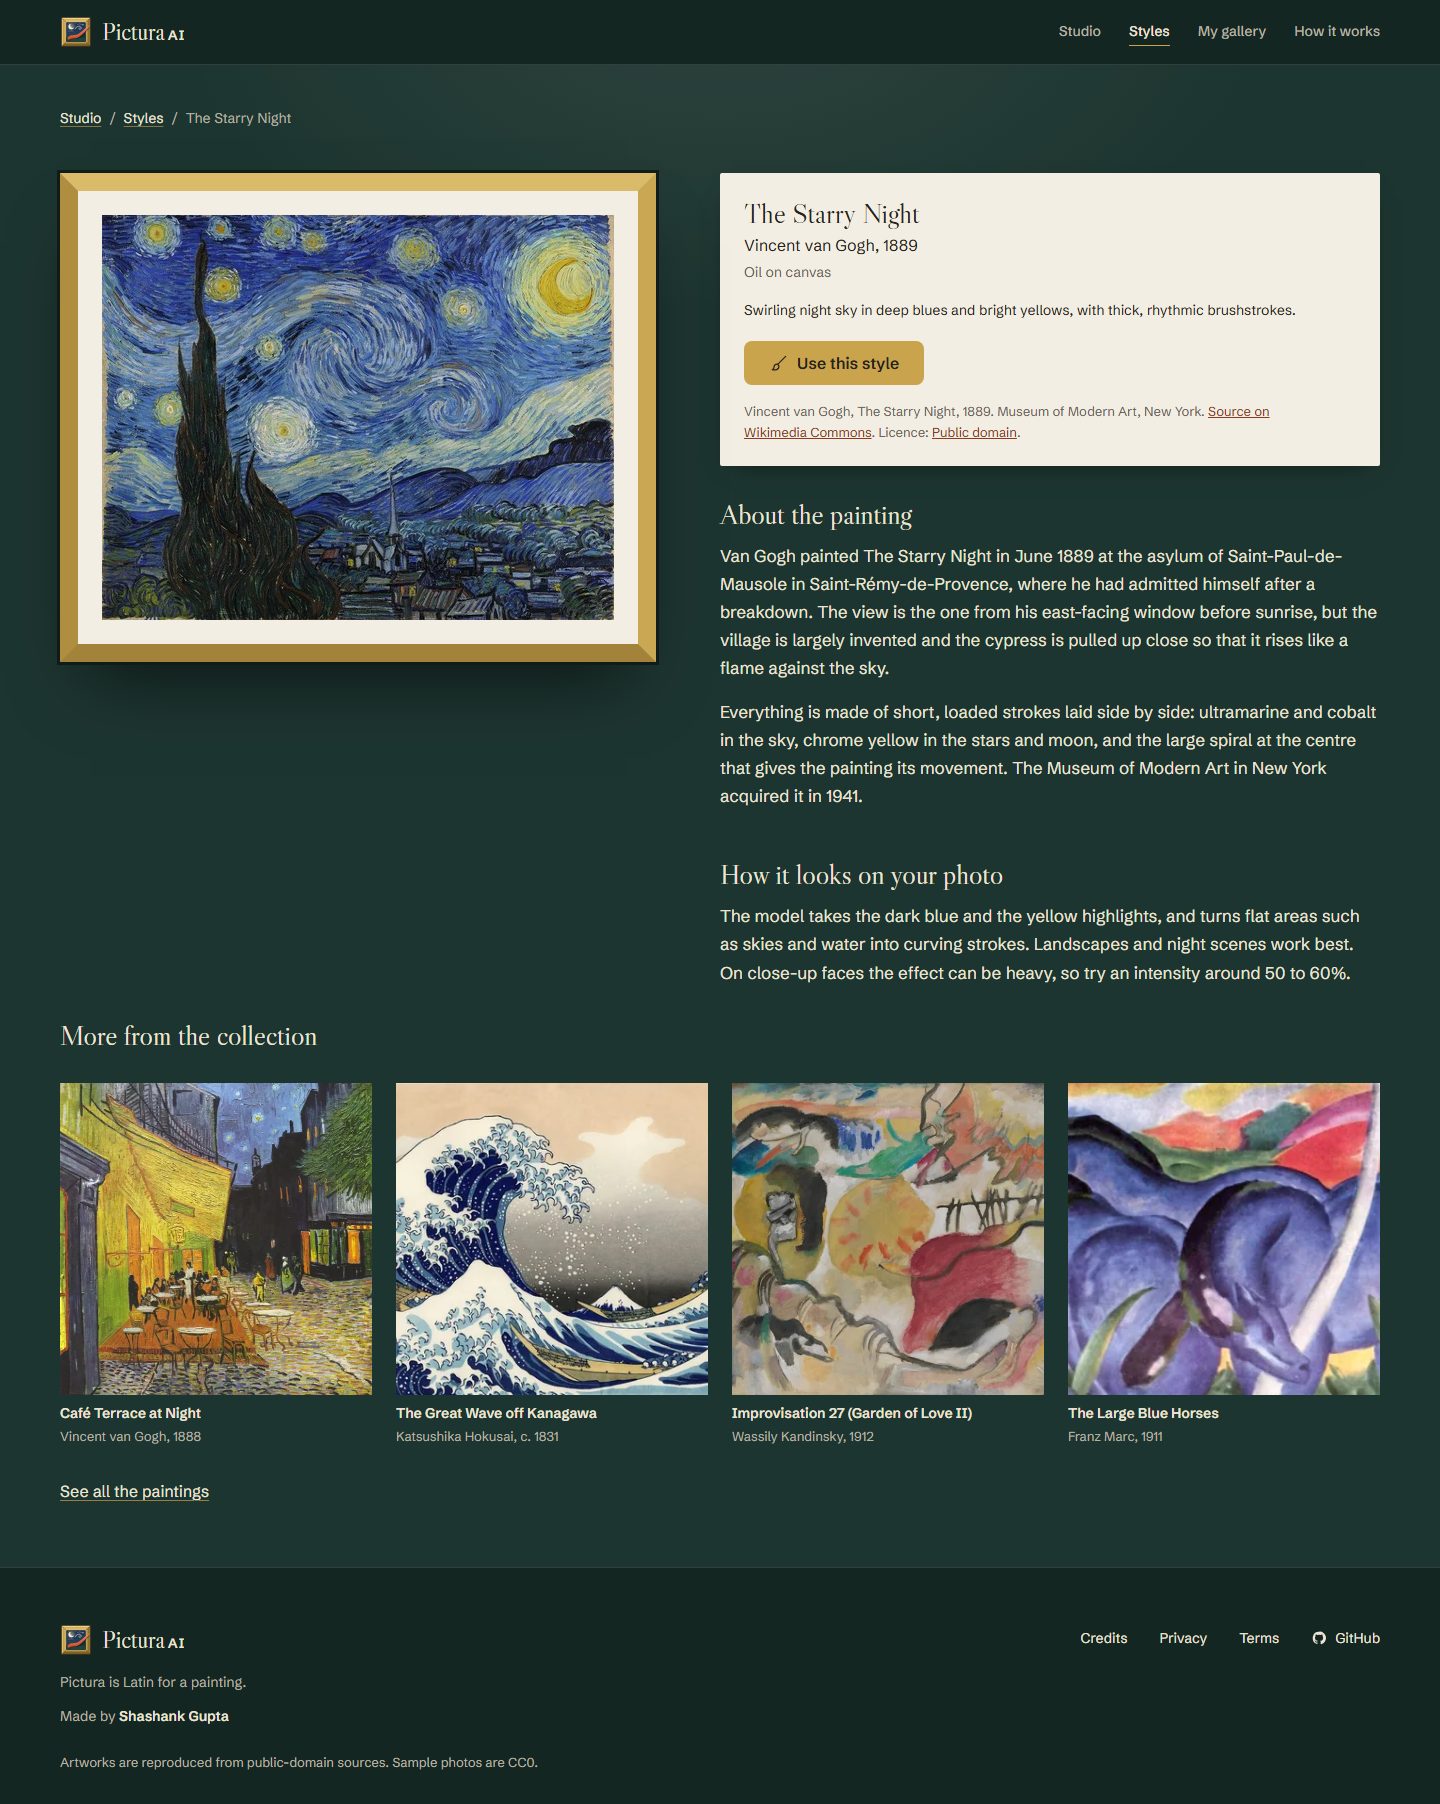 Pictura AI
Studio
Styles
My gallery
How it works
Studio / Styles / The Starry Night
The Starry Night
Vincent van Gogh, 1889
Oil on canvas
Swirling night sky in deep blues and bright yellows, with thick, rhythmic brushstrokes.
Use this style
Vincent van Gogh, The Starry Night, 1889. Museum of Modern Art, New York. Source on
Wikimedia Commons. Licence: Public domain.
About the painting
Van Gogh painted The Starry Night in June 1889 at the asylum of Saint-Paul-de-
Mausole in Saint-Rémy-de-Provence, where he had admitted himself after a
breakdown. The view is the one from his east-facing window before sunrise, but the
village is largely invented and the cypress is pulled up close so that it rises like a
flame against the sky.
Everything is made of short, loaded strokes laid side by side: ultramarine and cobalt
in the sky, chrome yellow in the stars and moon, and the large spiral at the centre
that gives the painting its movement. The Museum of Modern Art in New York
acquired it in 1941.
How it looks on your photo
The model takes the dark blue and the yellow highlights, and turns flat areas such
as skies and water into curving strokes. Landscapes and night scenes work best.
On close-up faces the effect can be heavy, so try an intensity around 50 to 60%.
More from the collection
Café Terrace at Night
Vincent van Gogh, 1888
The Great Wave off Kanagawa
Katsushika Hokusai, c. 1831
Improvisation 27 (Garden of Love II)
Wassily Kandinsky, 1912
The Large Blue Horses
Franz Marc, 1911
See all the paintings
Pictura AI
Pictura is Latin for a painting.
Made by Shashank Gupta
Artworks are reproduced from public-domain sources. Sample photos are CC0.
Credits
Privacy
Terms
GitHub